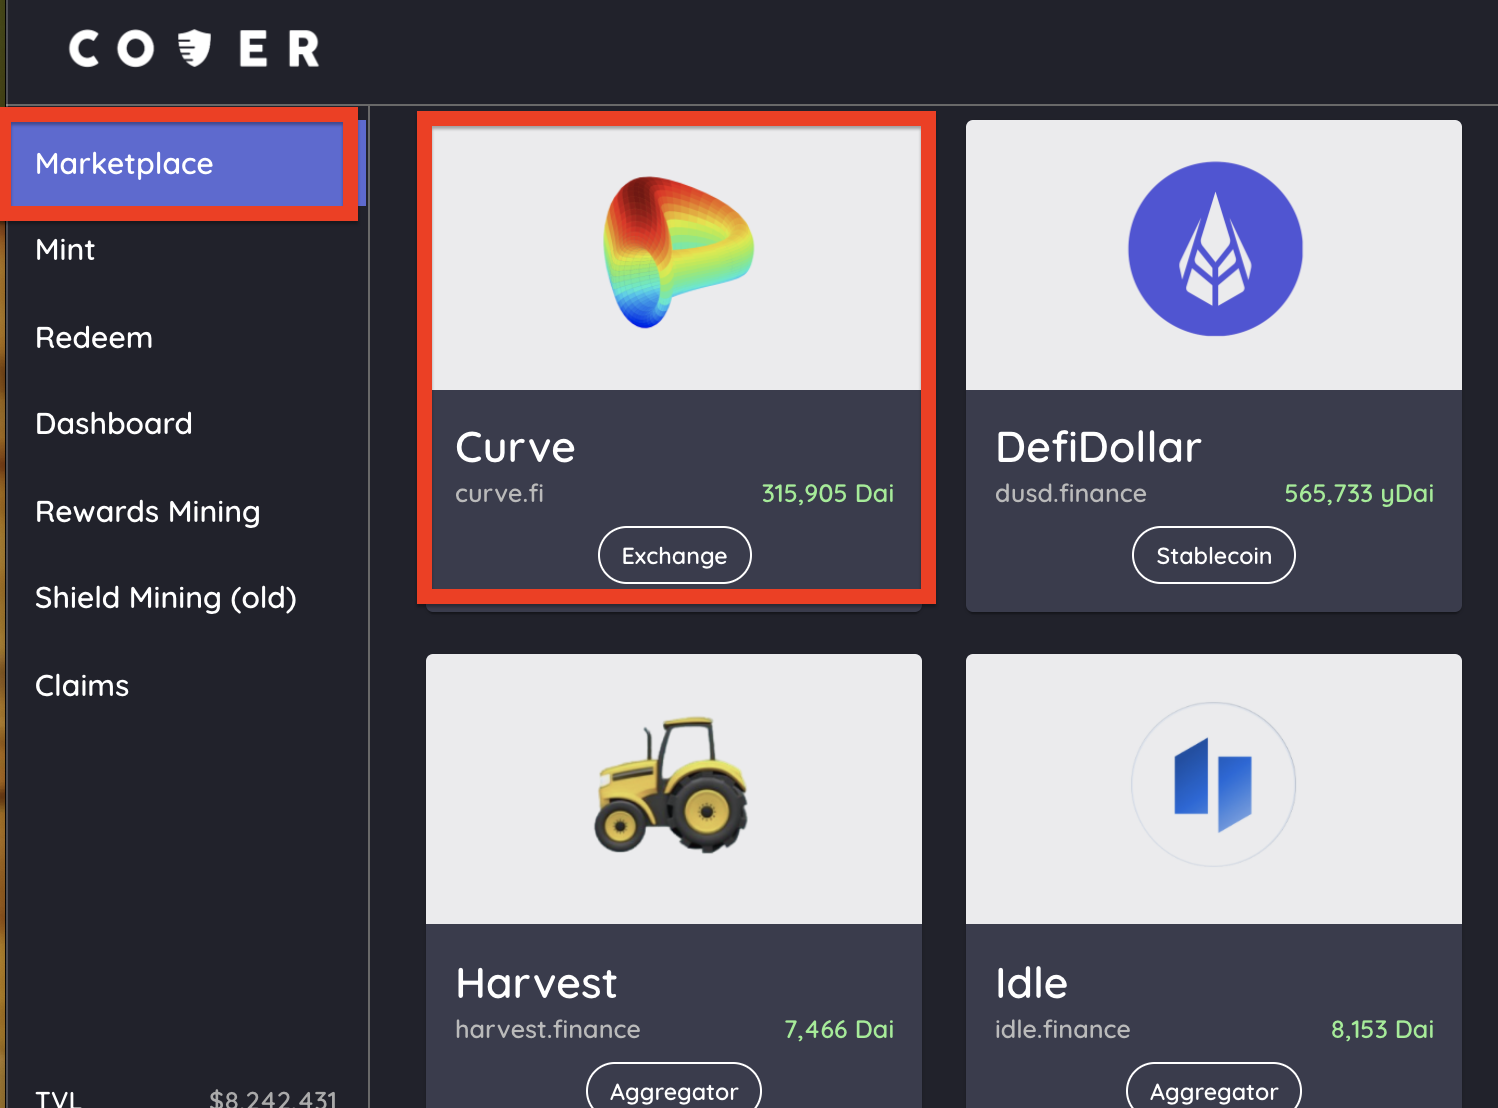 COVER
Marketplace
Mint
Redeem
Dashboard
Rewards Mining
Shield Mining (old)
Claims
TVL $8,242,431
Curve
curve.fi 315,905 Dai
Exchange
DefiDollar
dusd.finance 565,733 yDai
Stablecoin
Harvest
harvest.finance 7,466 Dai
Aggregator
Idle
idle.finance 8,153 Dai
Aggregator